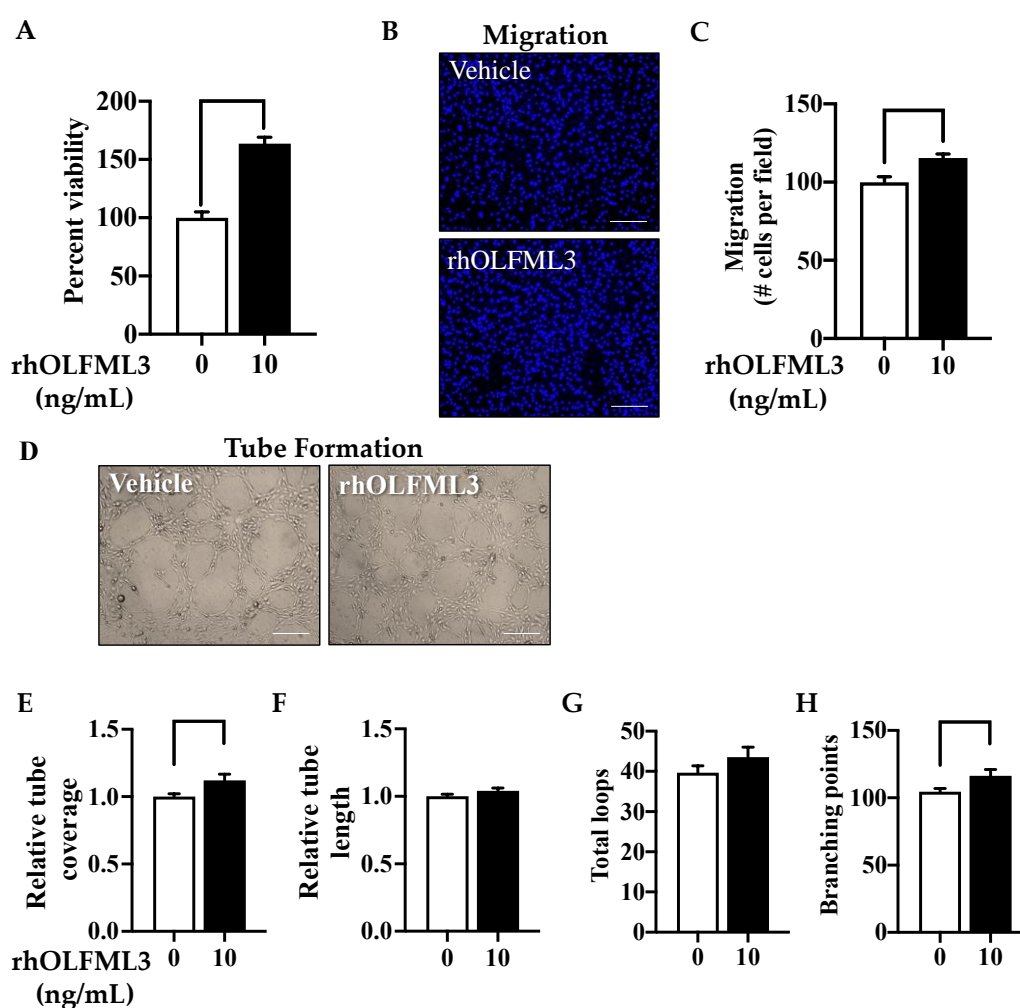 A
Percent viability
200
150
100
50
0
rhOLFML3
(ng/mL)
0 10
B
Migration
Vehicle
rhOLFML3
C
Migration
(# cells per field)
150
100
50
0
rhOLFML3
(ng/mL)
0 10
D
Tube Formation
Vehicle
rhOLFML3
E
Relative tube
coverage
1.5
1.0
0.5
0.0
rhOLFML3
(ng/mL)
0 10
F
Relative tube
length
1.5
1.0
0.5
0.0
0 10
G
Total loops
50
40
30
20
10
0
0 10
H
Branching points
150
100
50
0
0 10